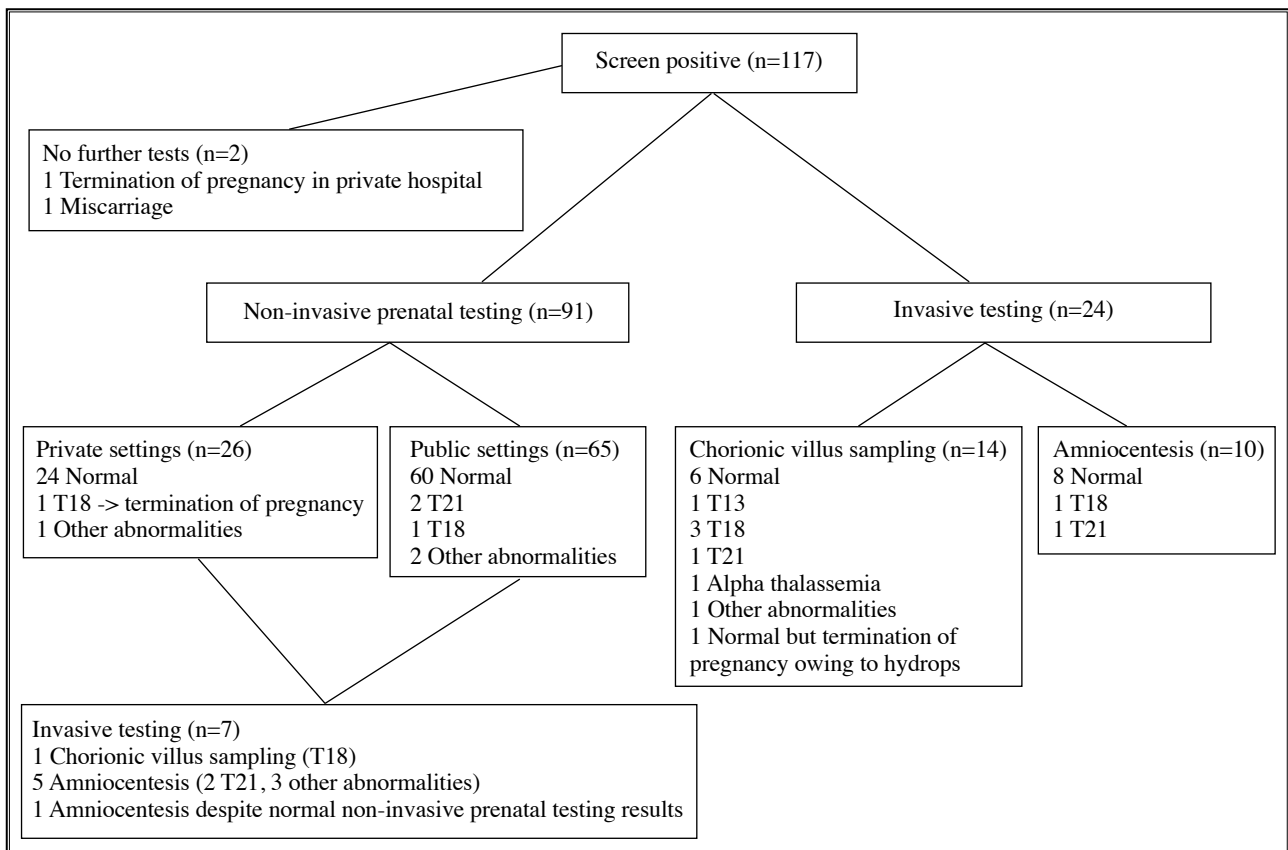 Screen positive (n=117)
No further tests (n=2)
1 Termination of pregnancy in private hospital
1 Miscarriage
Non-invasive prenatal testing (n=91)
Invasive testing (n=24)
Private settings (n=26)
24 Normal
1 T18 -> termination of pregnancy
1 Other abnormalities
Public settings (n=65)
60 Normal
2 T21
1 T18
2 Other abnormalities
Chorionic villus sampling (n=14)
6 Normal
1 T13
3 T18
1 T21
1 Alpha thalassemia
1 Other abnormalities
1 Normal but termination of
pregnancy owing to hydrops
Amniocentesis (n=10)
8 Normal
1 T18
1 T21
Invasive testing (n=7)
1 Chorionic villus sampling (T18)
5 Amniocentesis (2 T21, 3 other abnormalities)
1 Amniocentesis despite normal non-invasive prenatal testing results